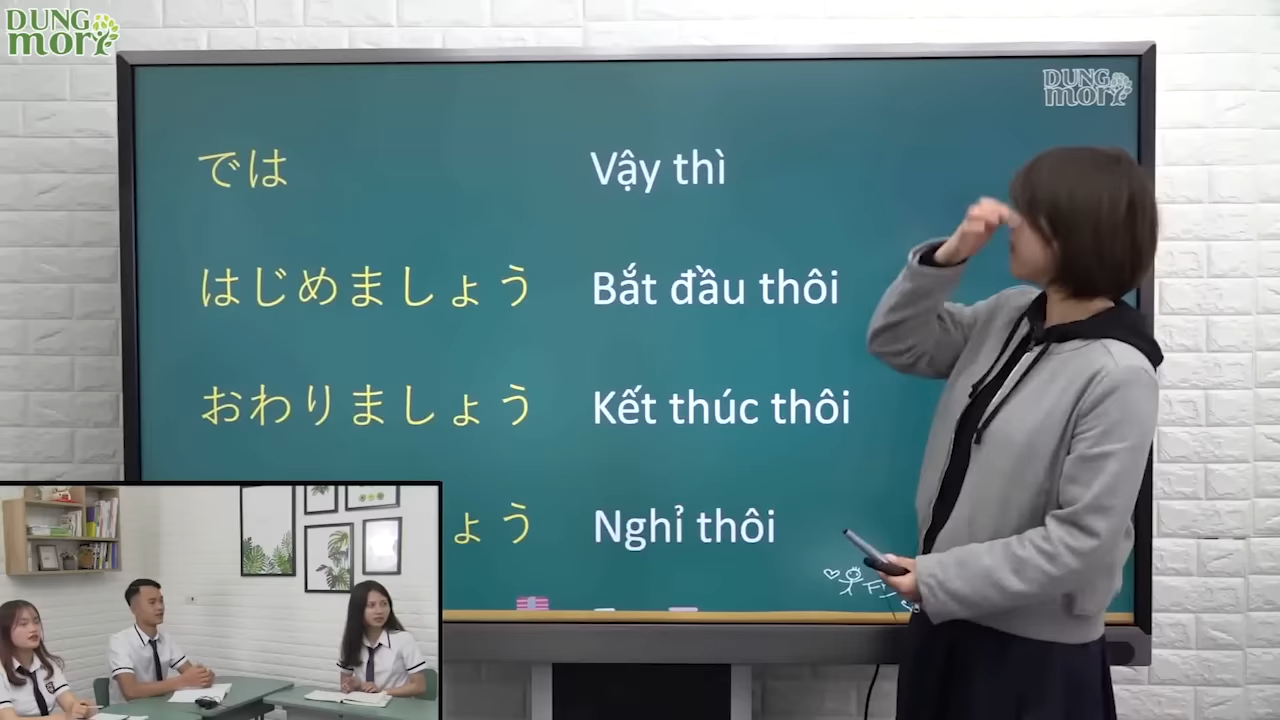 DUNG
mori
DUNG
mori
では Vậy thì
はじめましょう Bắt đầu thôi
おわりましょう Kết thúc thôi
ょう Nghỉ thôi